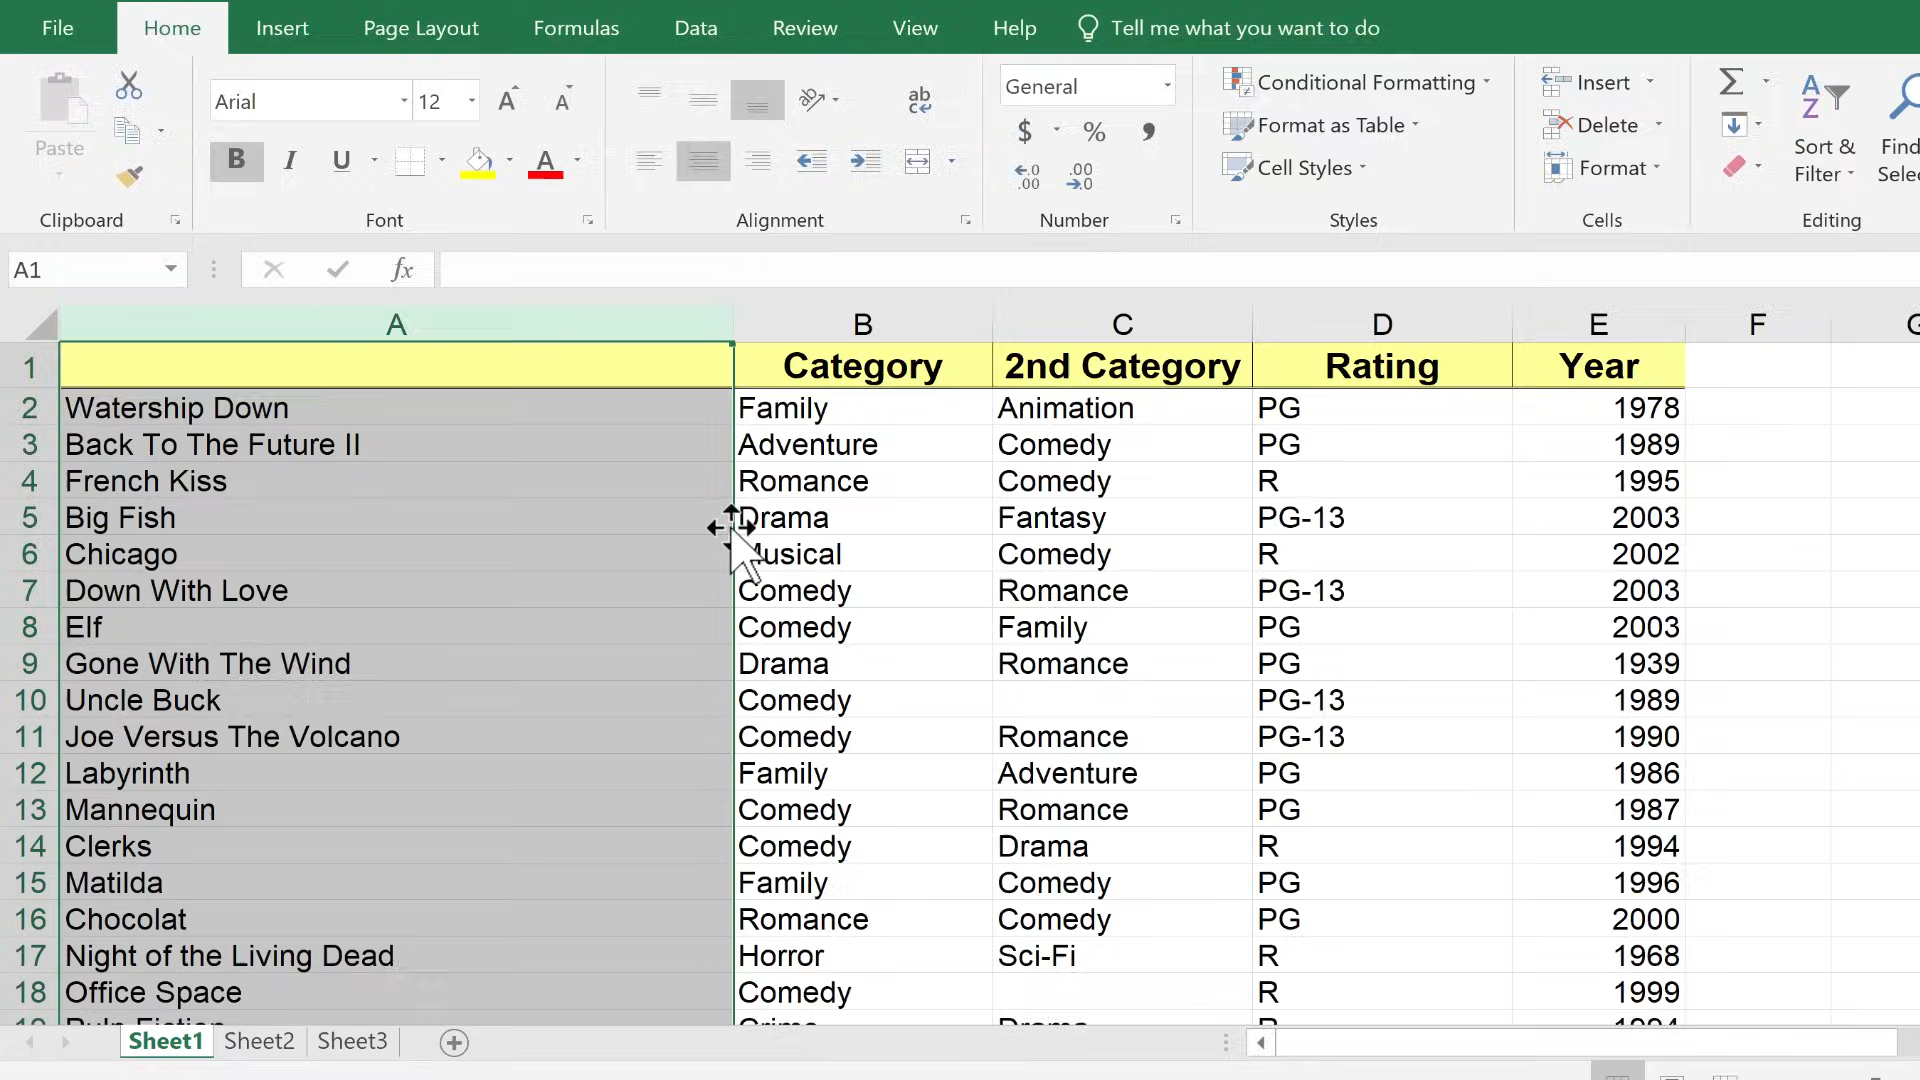 File Home Insert Page Layout Formulas Data Review View Help Tell me what you want to do
Paste
Arial 12
B I U A
ab
c
General
$ % ,
.0 .00
.00 .0
Conditional Formatting
Format as Table
Cell Styles
Insert
Delete
Format
Σ
A
Z
Sort &
Filter
Clipboard Font Alignment Number Styles Cells Editing
A1 fx
A B C D E F
1 Category 2nd Category Rating Year
2 Watership Down Family Animation PG 1978
3 Back To The Future II Adventure Comedy PG 1989
4 French Kiss Romance Comedy R 1995
5 Big Fish Drama Fantasy PG-13 2003
6 Chicago Musical Comedy R 2002
7 Down With Love Comedy Romance PG-13 2003
8 Elf Comedy Family PG 2003
9 Gone With The Wind Drama Romance PG 1939
10 Uncle Buck Comedy PG-13 1989
11 Joe Versus The Volcano Comedy Romance PG-13 1990
12 Labyrinth Family Adventure PG 1986
13 Mannequin Comedy Romance PG 1987
14 Clerks Comedy Drama R 1994
15 Matilda Family Comedy PG 1996
16 Chocolat Romance Comedy PG 2000
17 Night of the Living Dead Horror Sci-Fi R 1968
18 Office Space Comedy R 1999
Sheet1 Sheet2 Sheet3